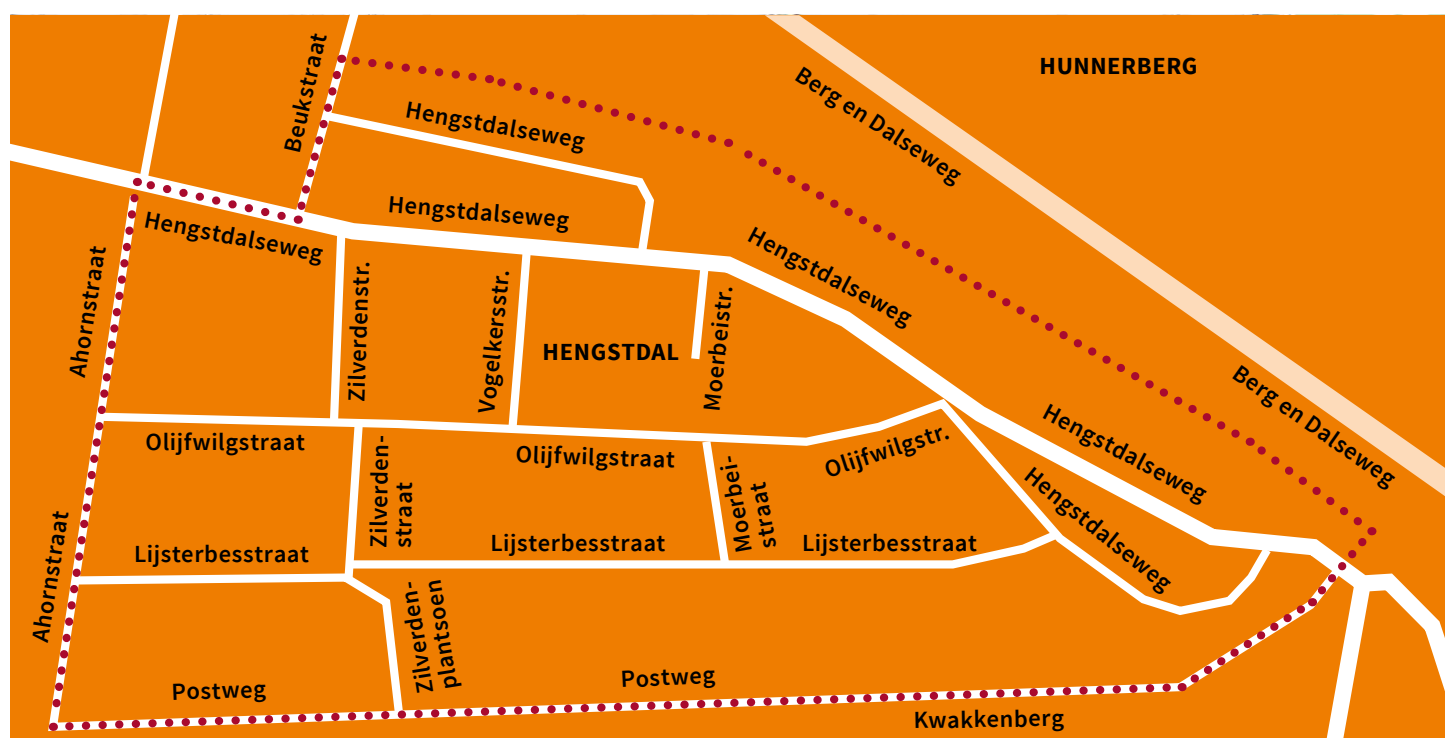 HUNNERBERG
Beukstraat
Berg en Dalseweg
Hengstdalseweg
Hengstdalseweg
Hengstdalseweg
Hengstdalseweg
Ahornstraat
Zilverdenstr.
Vogelkersstr.
HENGSTDAL
Moerbeistr.
Berg en Dalseweg
Olijfwilgstraat
Olijfwilgstraat
Olijfwilgstr.
Hengstdalseweg
Zilverden-
straat
Moerbei-
straat
Hengstdalseweg
Ahornstraat
Lijsterbesstraat
Lijsterbesstraat
Lijsterbesstraat
Zilverden-
plantsoen
Postweg
Postweg
Kwakkenberg